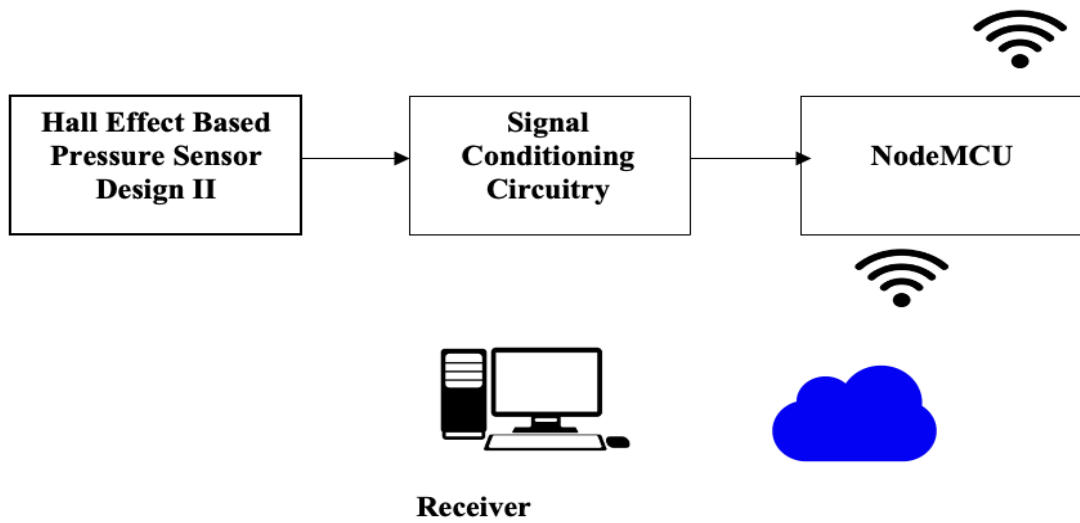 Hall Effect Based
Pressure Sensor
Design II
Signal
Conditioning
Circuitry
NodeMCU
Receiver